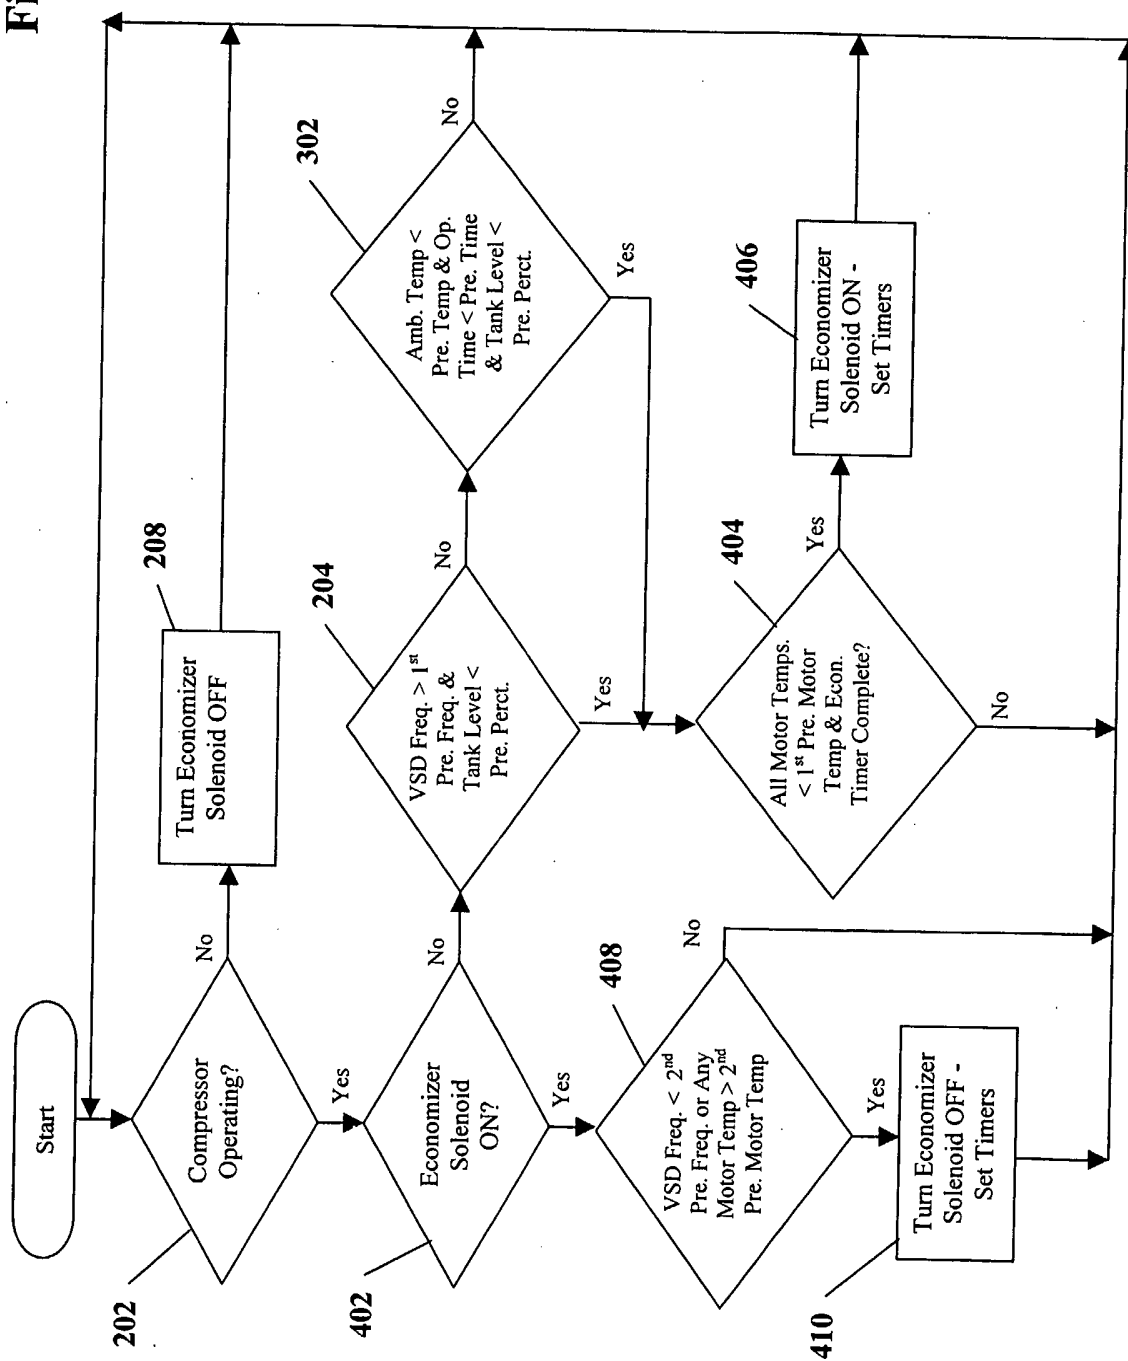 Start
Compressor
Operating?
202
No
Yes
Turn Economizer
Solenoid OFF
208
Economizer
Solenoid
ON?
402
No
Yes
VSD Freq. > 1st
Pre. Freq. &
Tank Level <
Pre. Perct.
204
No
Yes
Amb. Temp <
Pre. Temp & Op.
Time < Pre. Time
& Tank Level <
Pre. Perct.
302
No
Yes
VSD Freq. < 2nd
Pre. Freq. or Any
Motor Temp > 2nd
Pre. Motor Temp
408
No
Yes
All Motor Temps.
< 1st Pre. Motor
Temp & Econ.
Timer Complete?
404
Yes
No
Turn Economizer
Solenoid ON -
Set Timers
406
Turn Economizer
Solenoid OFF -
Set Timers
410